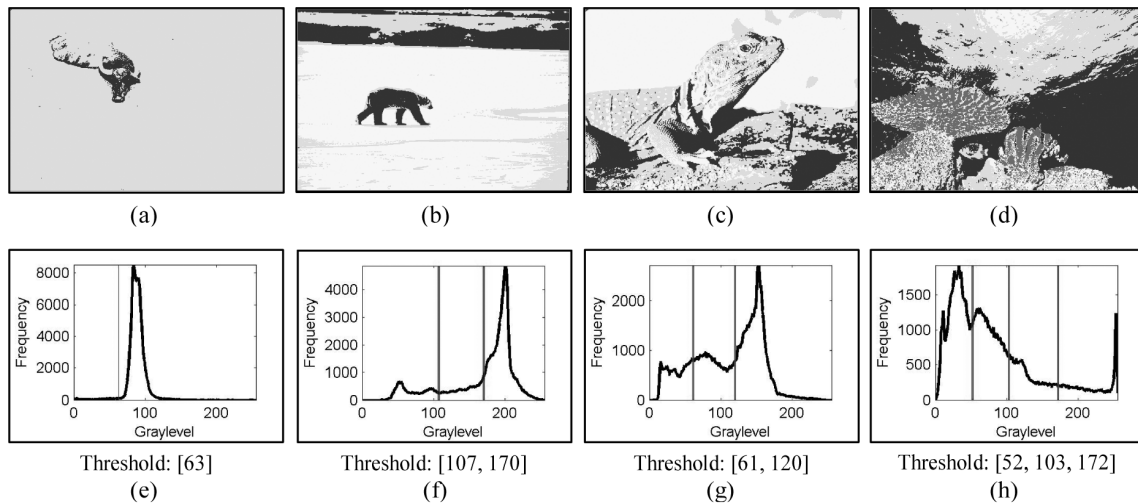 (a) (b) (c) (d)
8000
6000
4000
2000
0
Frequency
0 100 200
Graylevel
4000
3000
2000
1000
0
Frequency
0 100 200
Graylevel
2000
1000
0
Frequency
0 100 200
Graylevel
1500
1000
500
0
Frequency
0 100 200
Graylevel
Threshold: [63] Threshold: [107, 170] Threshold: [61, 120] Threshold: [52, 103, 172]
(e) (f) (g) (h)